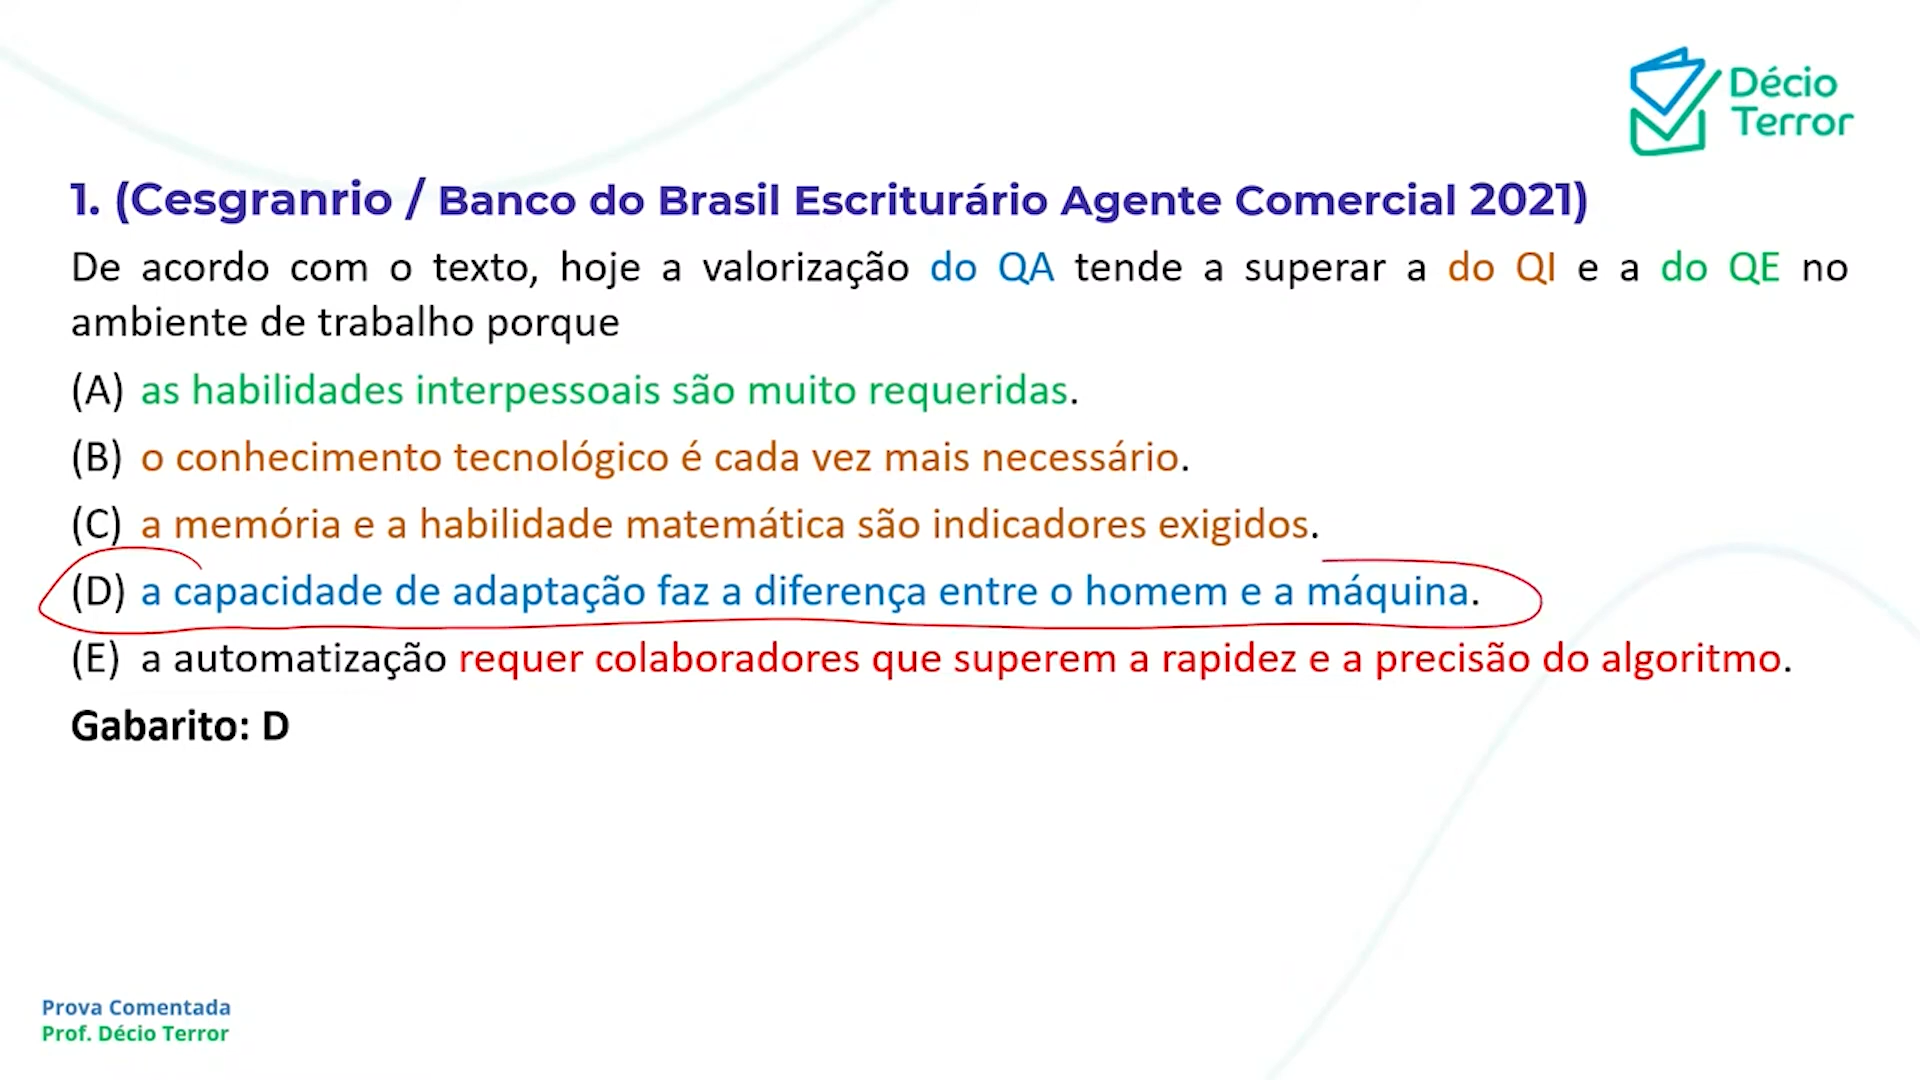 Décio
Terror
1. (Cesgranrio / Banco do Brasil Escriturário Agente Comercial 2021)
De acordo com o texto, hoje a valorização do QA tende a superar a do QI e a do QE no
ambiente de trabalho porque
(A) as habilidades interpessoais são muito requeridas.
(B) o conhecimento tecnológico é cada vez mais necessário.
(C) a memória e a habilidade matemática são indicadores exigidos.
(D) a capacidade de adaptação faz a diferença entre o homem e a máquina.
(E) a automatização requer colaboradores que superem a rapidez e a precisão do algoritmo.
Gabarito: D
Prova Comentada
Prof. Décio Terror